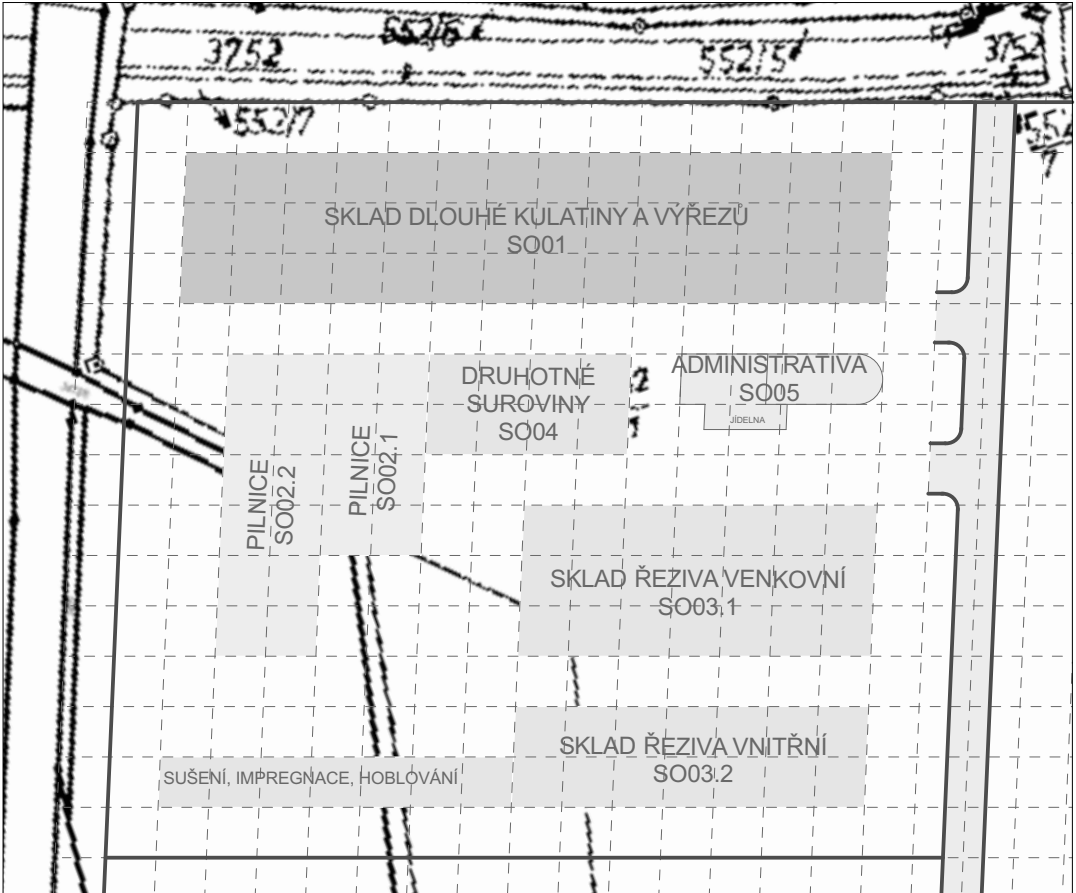 552/6
3752
552/5
3752
552/7
552
7
SKLAD DLOUHÉ KULATINY A VÝŘEZŮ
SO01
DRUHOTNÉ
SUROVINY
SO04
ADMINISTRATIVA
SO05
JÍDELNA
PILNICE
SO02.2
PILNICE
SO02.1
SKLAD ŘEZIVA VENKOVNÍ
SO03.1
SKLAD ŘEZIVA VNITŘNÍ
SO03.2
SUŠENÍ, IMPREGNACE, HOBLOVÁNÍ